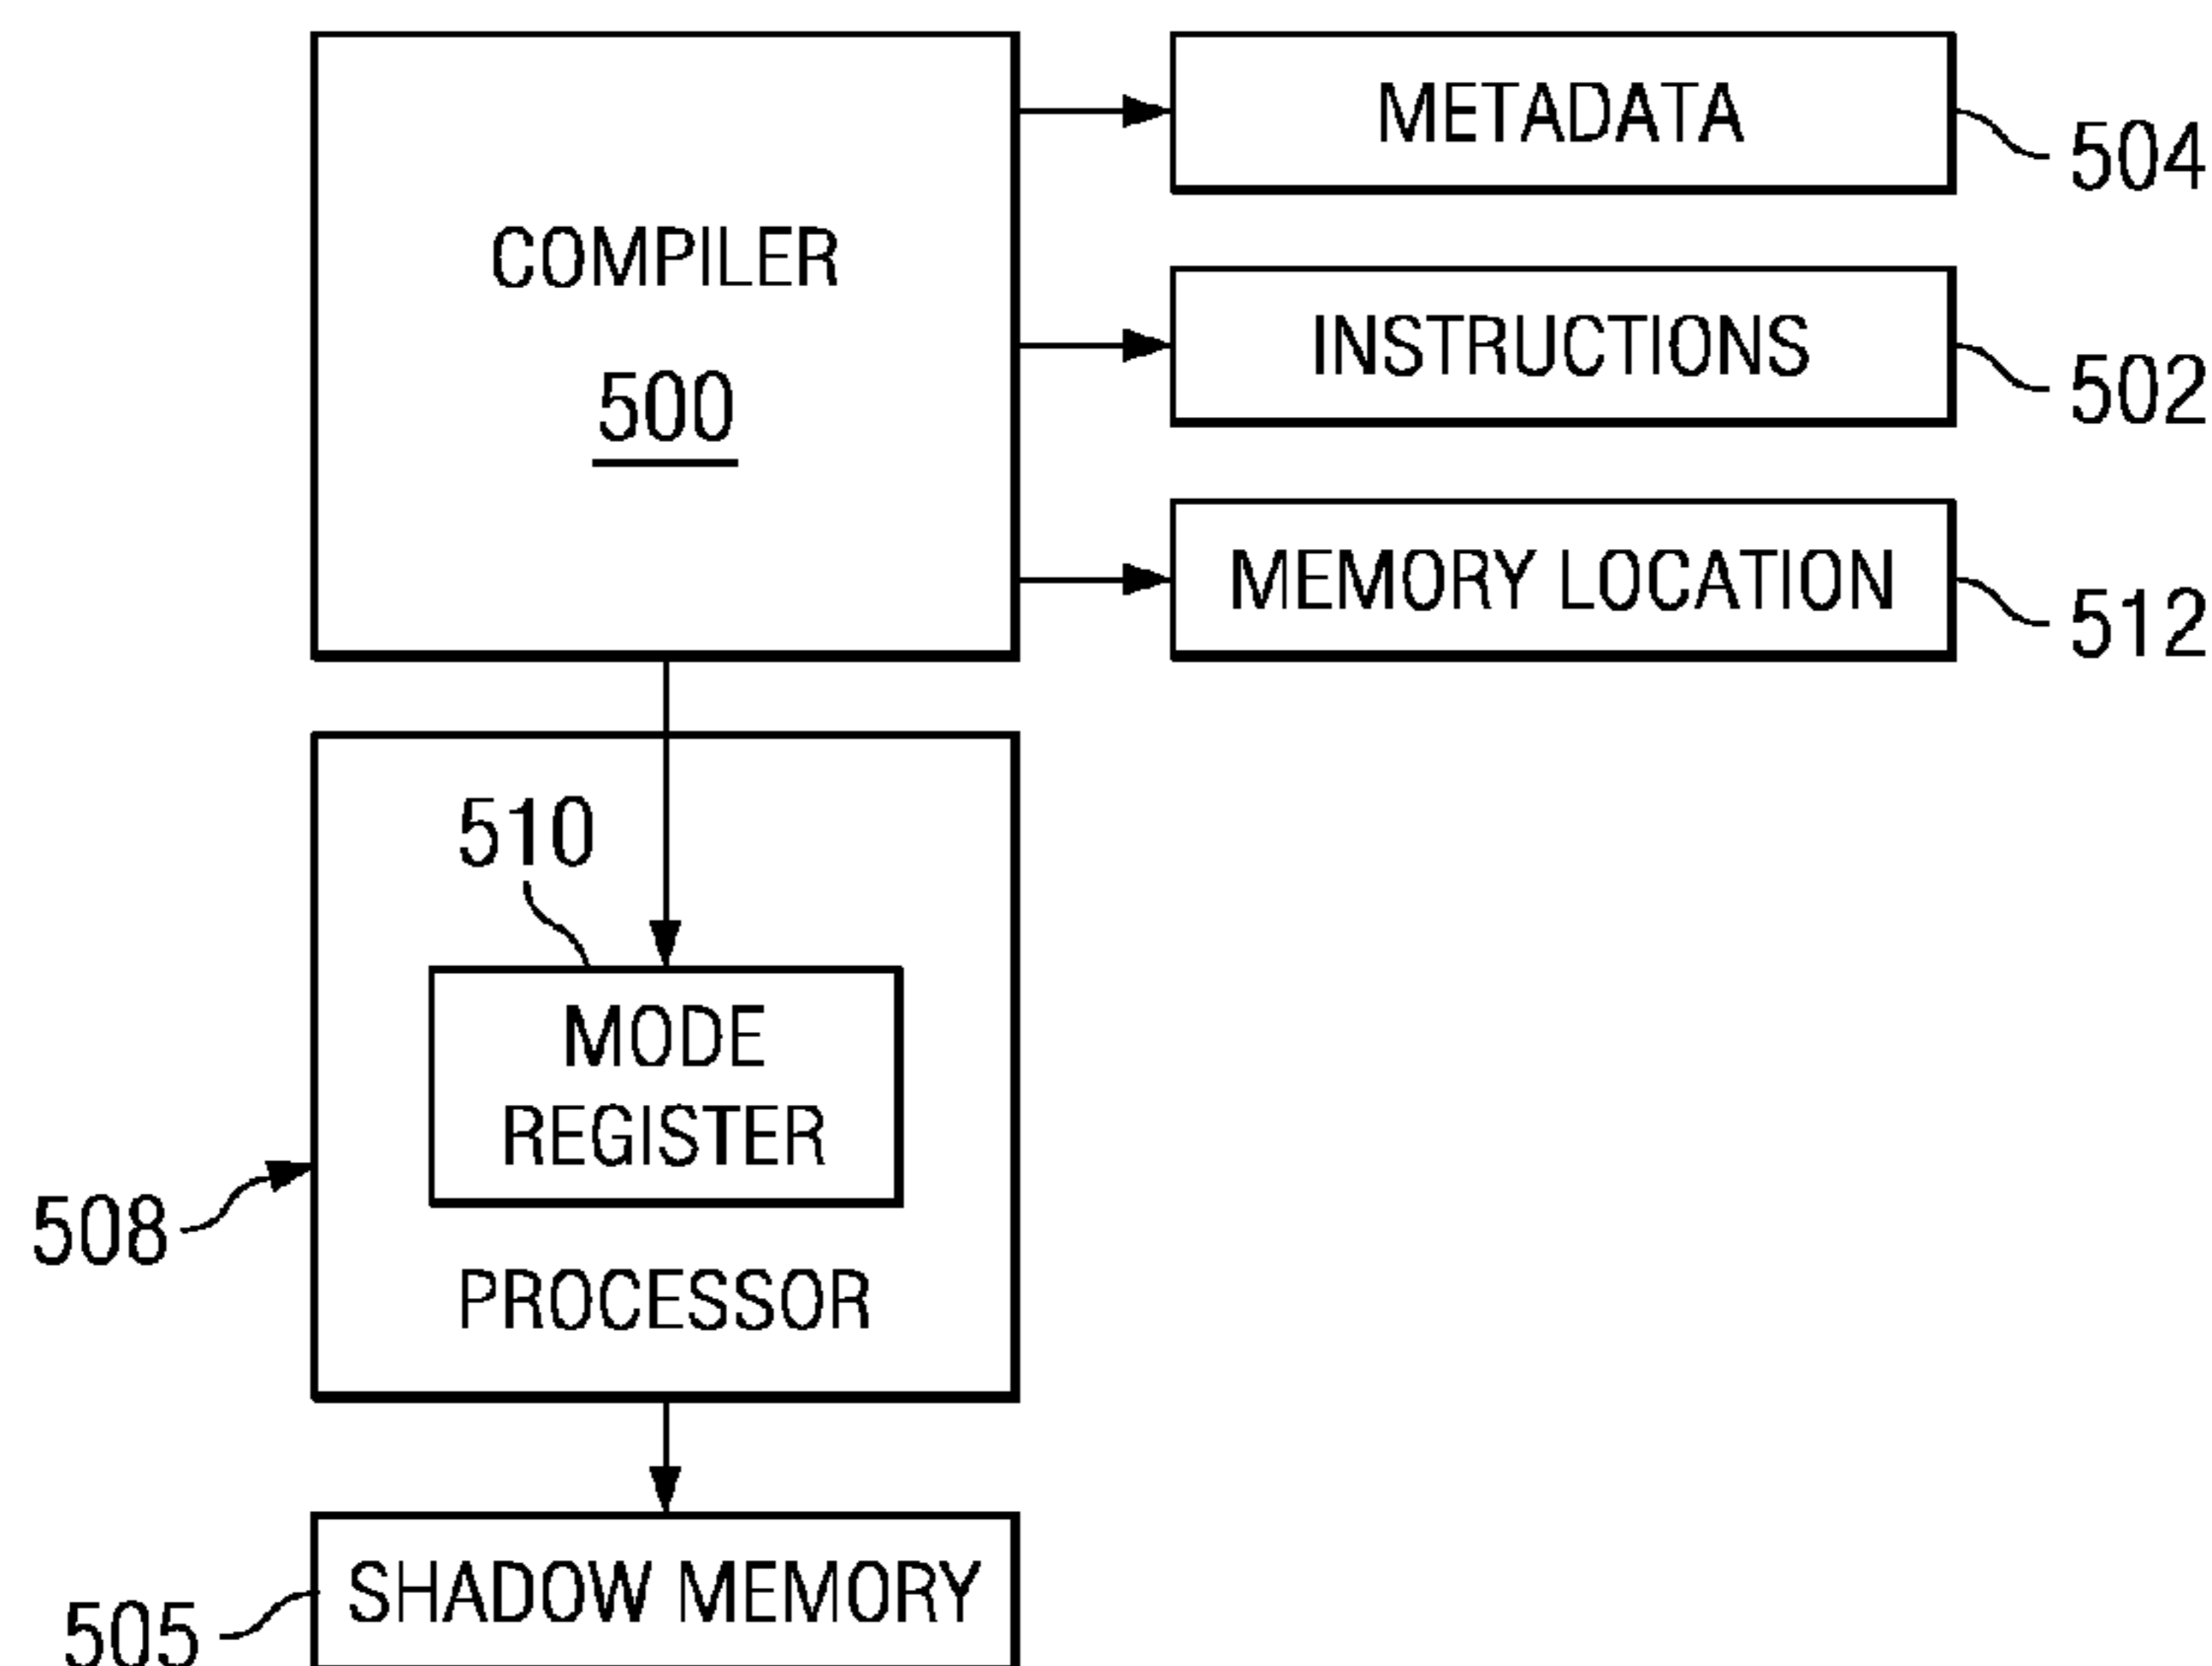 COMPILER
500
METADATA
504
INSTRUCTIONS
502
MEMORY LOCATION
512
510
MODE
REGISTER
508
PROCESSOR
SHADOW MEMORY
505